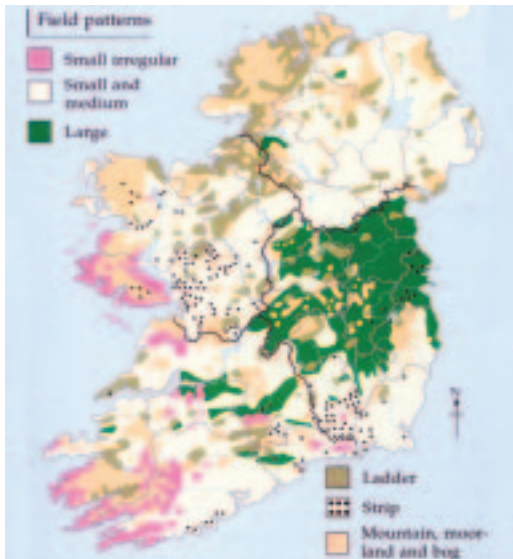 Field patterns
Small irregular
Small and
medium
Large
N
Ladder
Strip
Mountain, moor-
land and bog